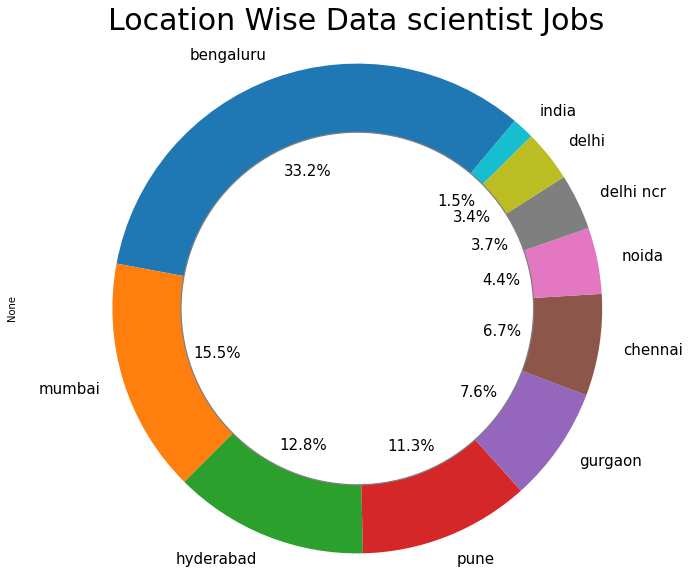 Location Wise Data scientist Jobs
bengaluru
india
delhi
33.2%
delhi ncr
1.5%
3.4%
3.7%
noida
4.4%
None
6.7%
chennai
15.5%
mumbai
7.6%
12.8%
11.3%
gurgaon
hyderabad
pune